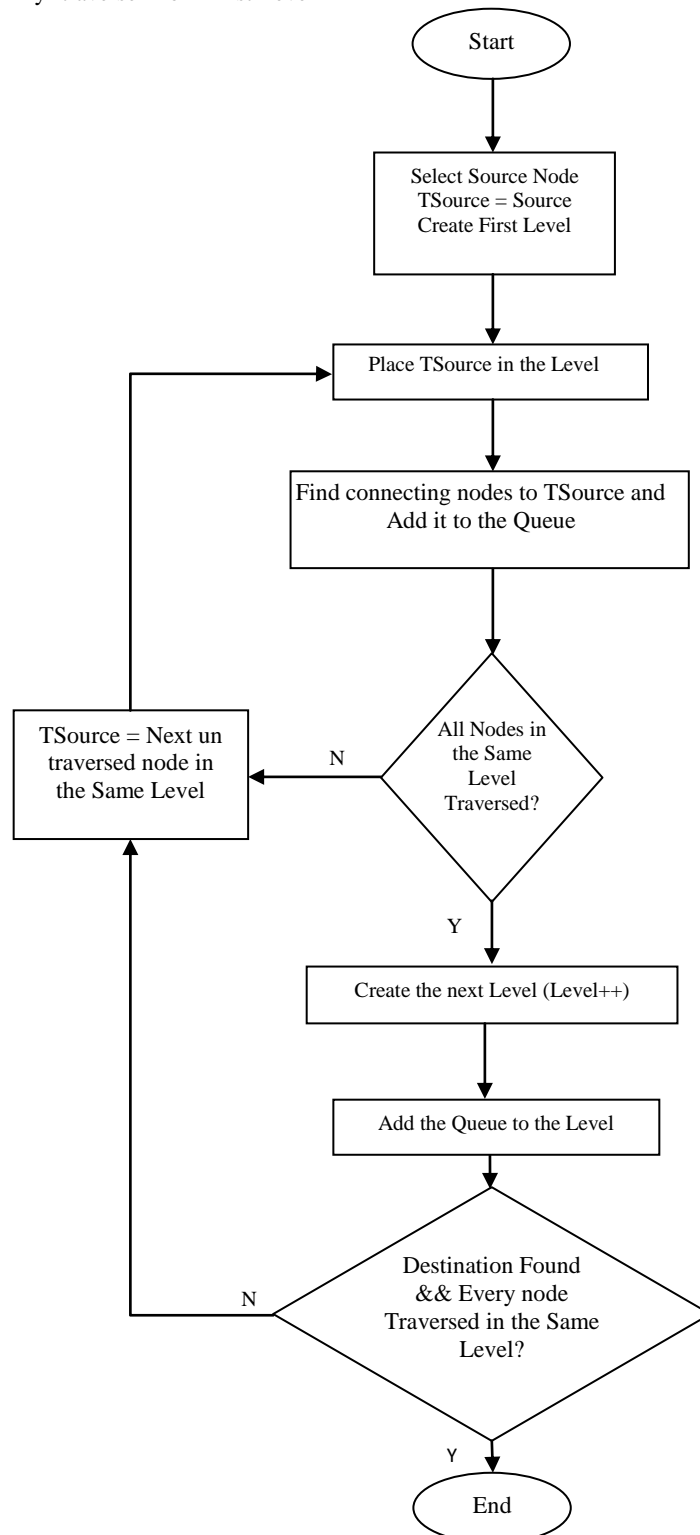 Start
Select Source Node
TSource = Source
Create First Level
Place TSource in the Level
Find connecting nodes to TSource and
Add it to the Queue
All Nodes in
the Same
Level
Traversed?
N
TSource = Next un
traversed node in
the Same Level
Y
Create the next Level (Level++)
Add the Queue to the Level
Destination Found
&& Every node
Traversed in the Same
Level?
N
Y
End